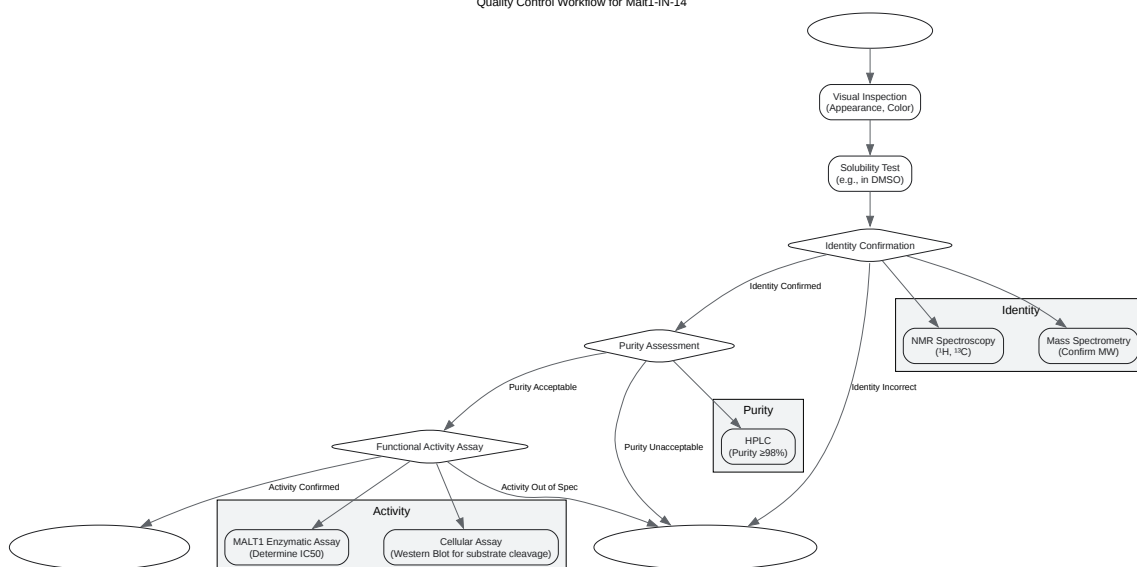 Quality Control Workflow for Malt1-IN-14
Visual Inspection
(Appearance, Color)
Solubility Test
(e.g., in DMSO)
Identity Confirmation
Identity Confirmed
Identity
NMR Spectroscopy
(¹H, ¹³C)
Mass Spectrometry
(Confirm MW)
Purity Assessment
Purity Acceptable
Identity Incorrect
Purity
HPLC
(Purity ≥98%)
Purity Unacceptable
Functional Activity Assay
Activity Confirmed
Activity Out of Spec
Activity
MALT1 Enzymatic Assay
(Determine IC50)
Cellular Assay
(Western Blot for substrate cleavage)